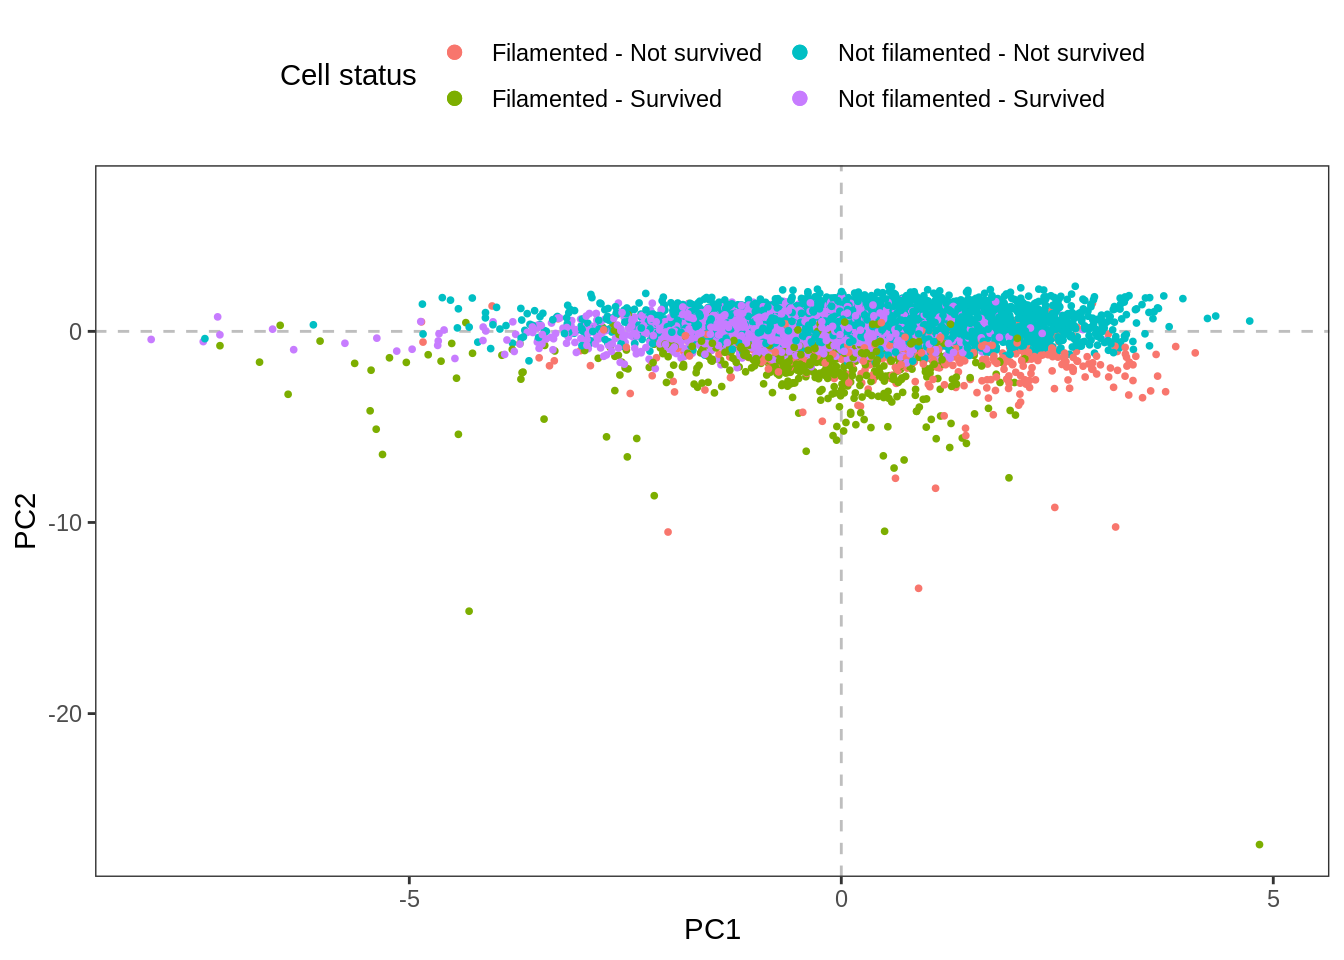 Cell status
Filamented - Not survived
Not filamented - Not survived
Filamented - Survived
Not filamented - Survived
PC2
0
-10
-20
-5
0
5
PC1